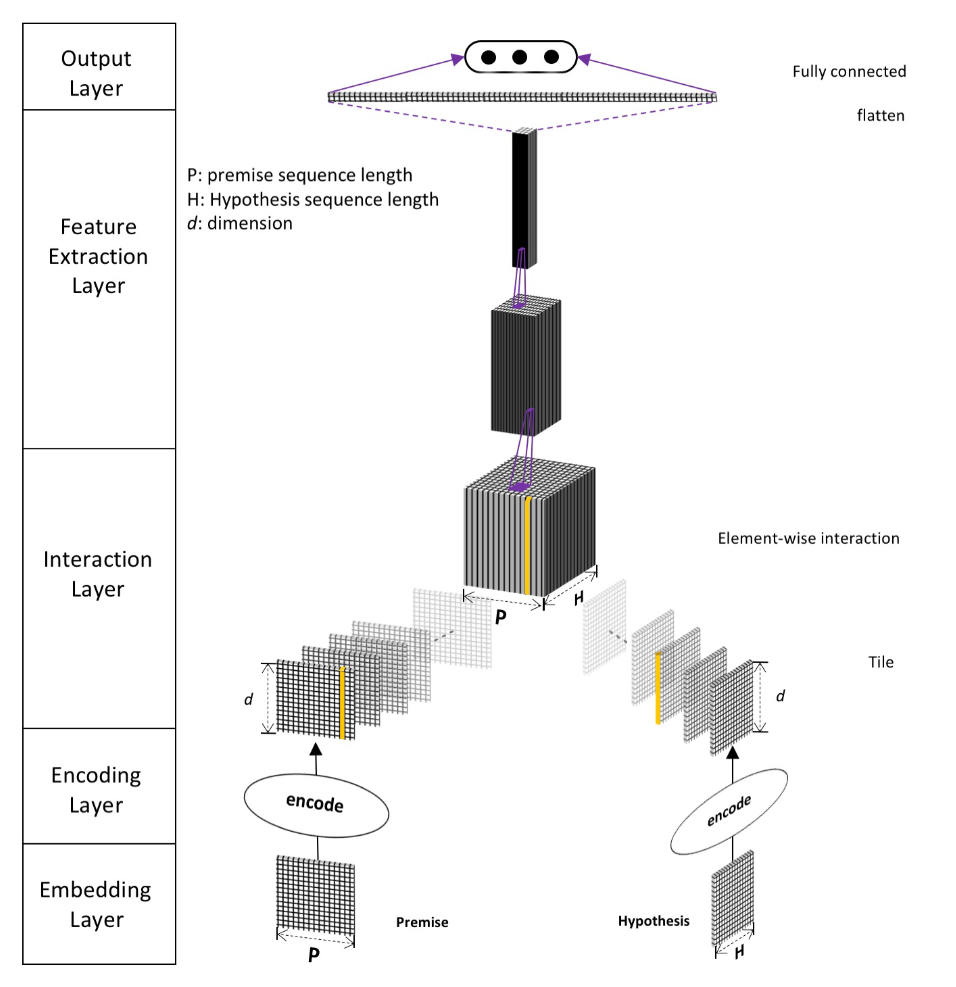 Output
Layer
Fully connected
flatten
P: premise sequence length
H: Hypothesis sequence length
d: dimension
Feature
Extraction
Layer
Interaction
Layer
Element-wise interaction
P
H
Tile
d
d
Encoding
Layer
encode
encode
Embedding
Layer
Premise
Hypothesis
P
H